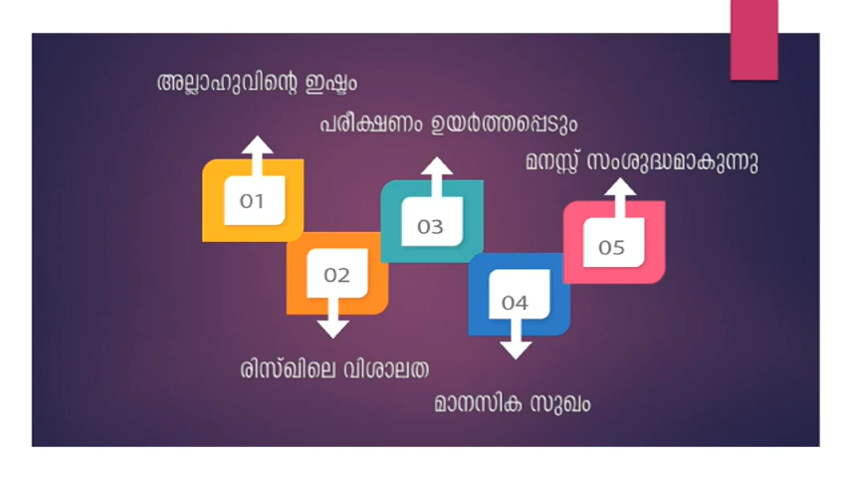 അല്ലാഹുവിന്റെ ഇഷ്ടം
പരീക്ഷണം ഉയർത്തപ്പെടും
മനസ്സ് സംശുദ്ധമാകുന്നു
01
03
05
02
04
രിസ്ഖിലെ വിശാലത
മാനസിക സുഖം